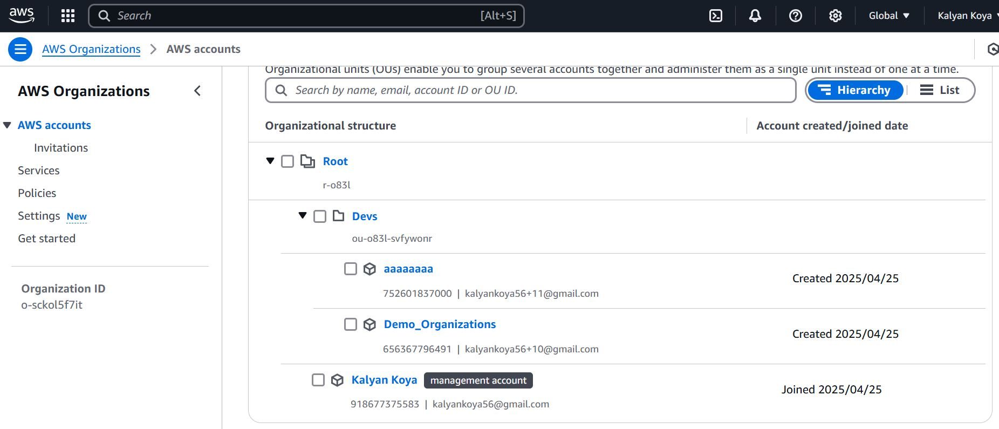 aws
Search [Alt+S]
Global
Kalyan Koya
AWS Organizations > AWS accounts
AWS Organizations
AWS accounts
Invitations
Services
Policies
Settings New
Get started
Organization ID
o-sckol5f7it
Organizational units (OUs) enable you to group several accounts together and administer them as a single unit instead of one at a time.
Search by name, email, account ID or OU ID.
Hierarchy
List
Organizational structure
Account created/joined date
Root
r-o83l
Devs
ou-o83l-svfywonr
aaaaaaaa
752601837000 | kalyankoya56+11@gmail.com
Created 2025/04/25
Demo_Organizations
656367796491 | kalyankoya56+10@gmail.com
Created 2025/04/25
Kalyan Koya management account
918677375583 | kalyankoya56@gmail.com
Joined 2025/04/25